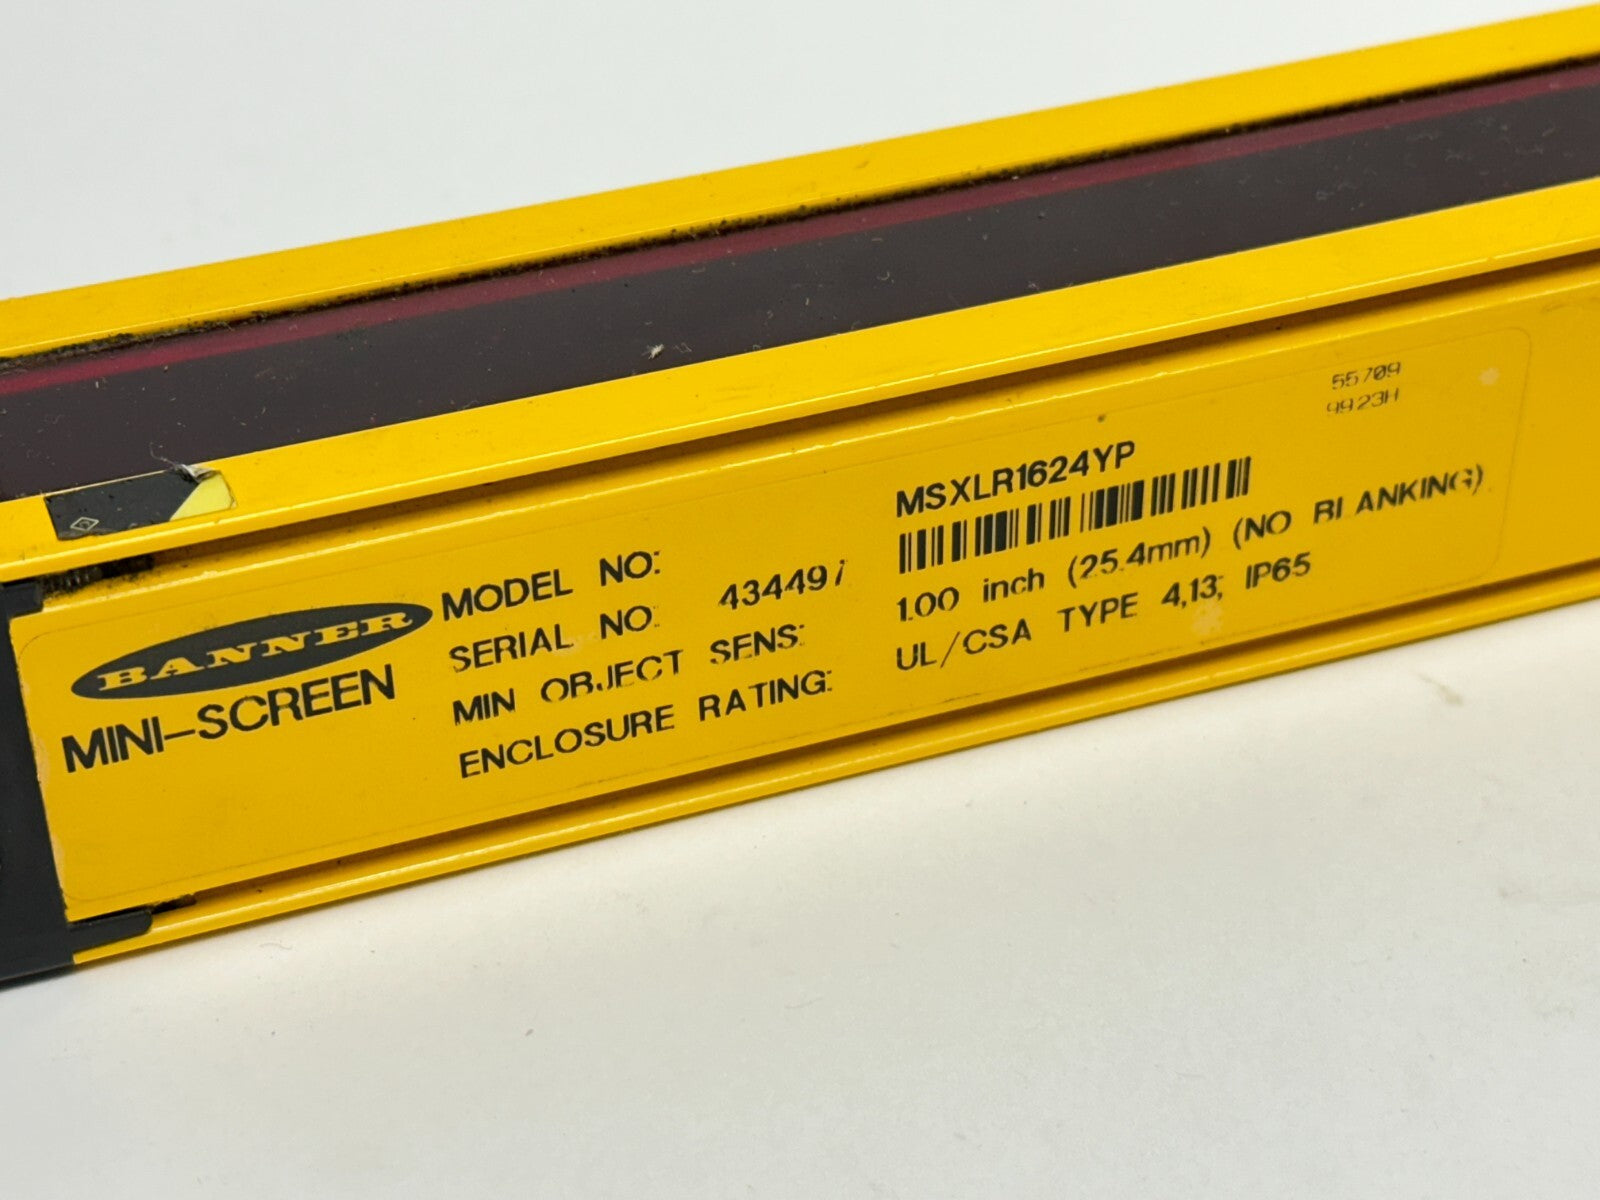 55709
9923H
BANNER
MINI-SCREEN
MODEL NO: MSXLR1624YP
SERIAL NO:
MIN OBJECT SENS: 1.00 inch (25.4mm) (NO BLANKING)
ENCLOSURE RATING: UL/CSA TYPE 4,13; IP65